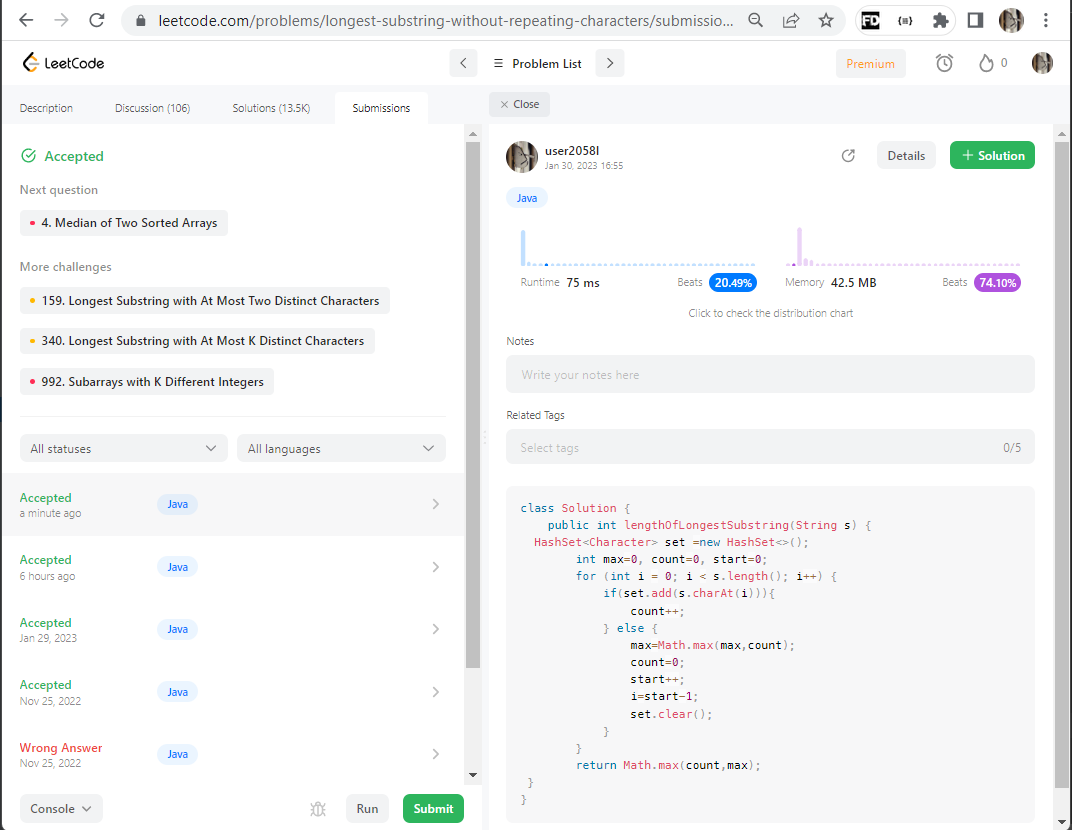 leetcode.com/problems/longest-substring-without-repeating-characters/submissio...
FD
LeetCode
Problem List
Premium
0
Description
Discussion (106)
Solutions (13.5K)
Submissions
Accepted
Next question
4. Median of Two Sorted Arrays
More challenges
159. Longest Substring with At Most Two Distinct Characters
340. Longest Substring with At Most K Distinct Characters
992. Subarrays with K Different Integers
All statuses
All languages
Accepted
a minute ago
Java
Accepted
6 hours ago
Java
Accepted
Jan 29, 2023
Java
Accepted
Nov 25, 2022
Java
Wrong Answer
Nov 25, 2022
Java
Console
Run
Submit
× Close
user2058I
Jan 30, 2023 16:55
Details
+ Solution
Java
Runtime 75 ms
Beats 20.49%
Memory 42.5 MB
Beats 74.10%
Click to check the distribution chart
Notes
Write your notes here
Related Tags
Select tags
0/5
class Solution {
    public int lengthOfLongestSubstring(String s) {
  HashSet<Character> set =new HashSet<>();
        int max=0, count=0, start=0;
        for (int i = 0; i < s.length(); i++) {
            if(set.add(s.charAt(i))){
                count++;
            } else {
                max=Math.max(max,count);
                count=0;
                start++;
                i=start-1;
                set.clear();
            }
        }
        return Math.max(count,max);
 }
}